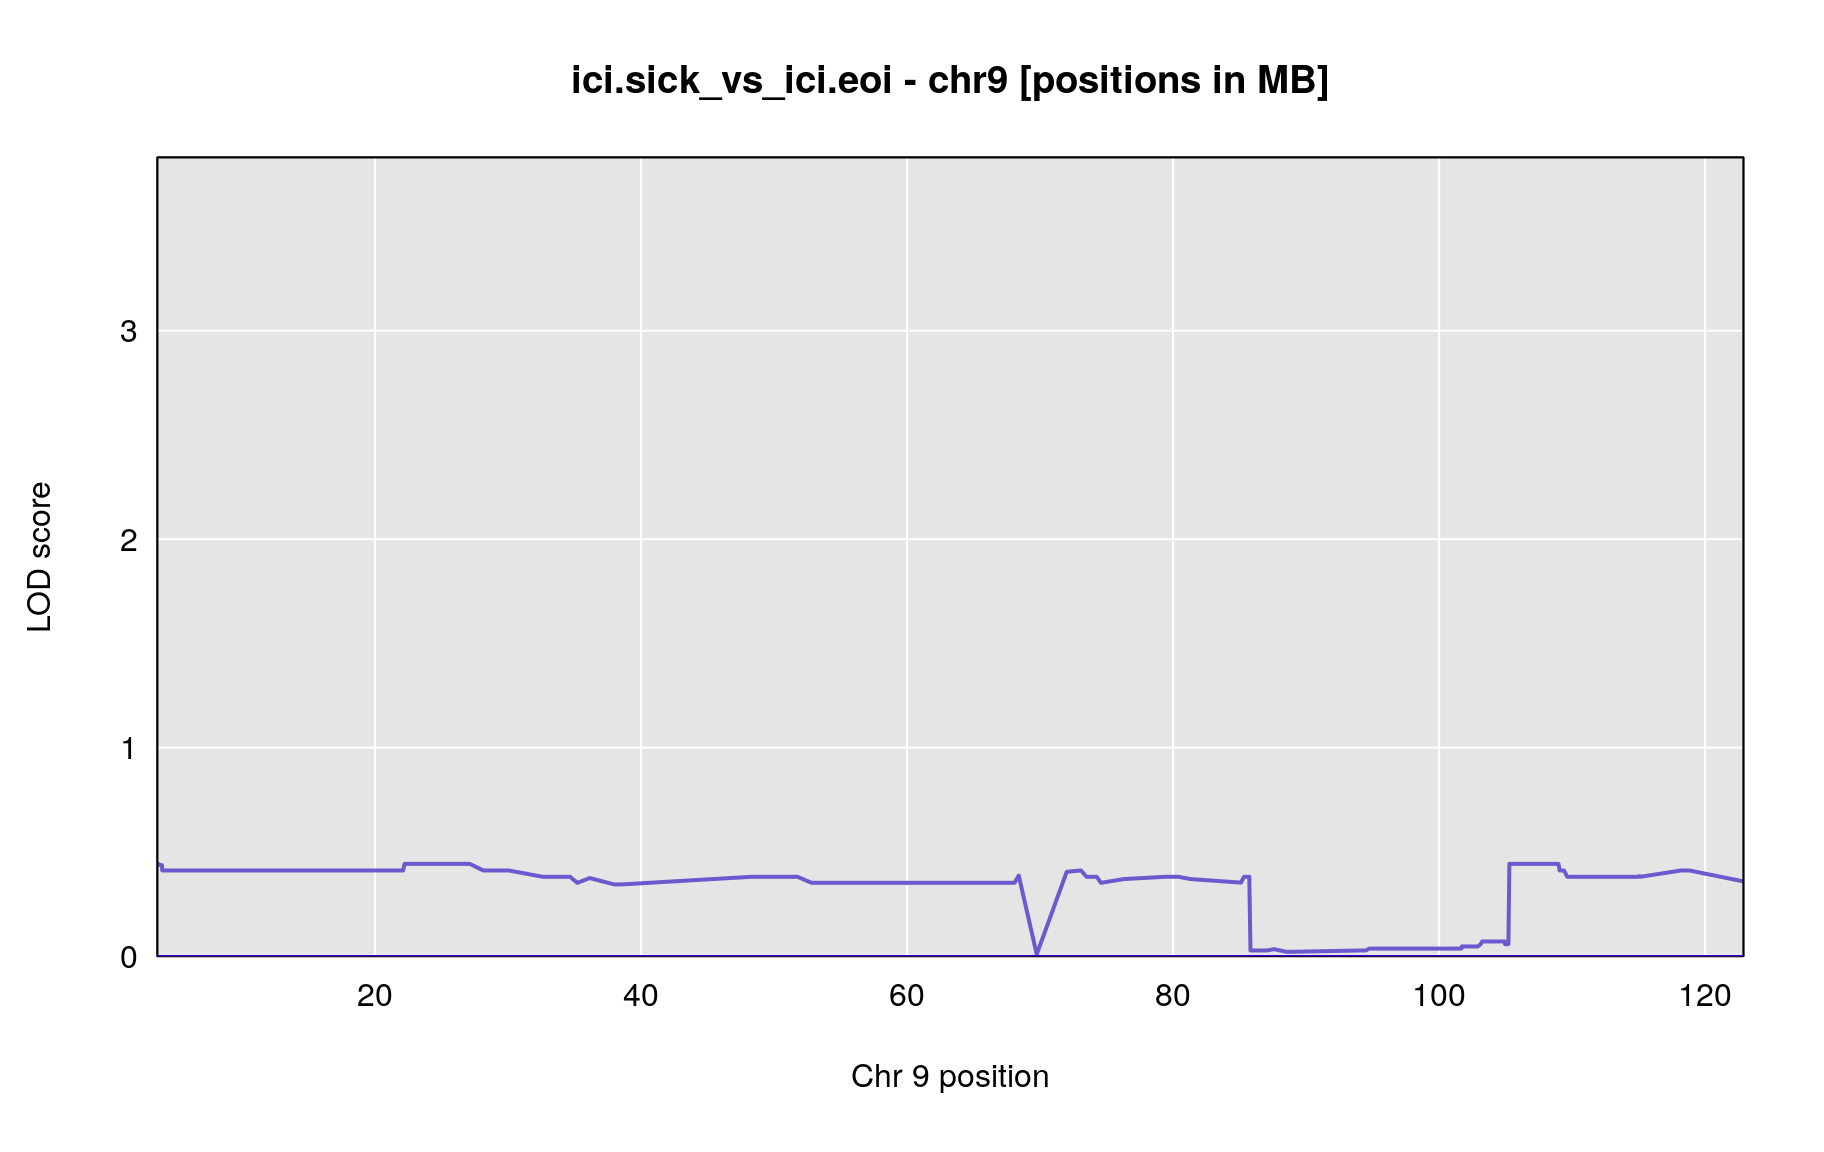 ici.sick_vs_ici.eoi - chr9 [positions in MB]
3
2
1
0
LOD score
20 40 60 80 100 120
Chr 9 position